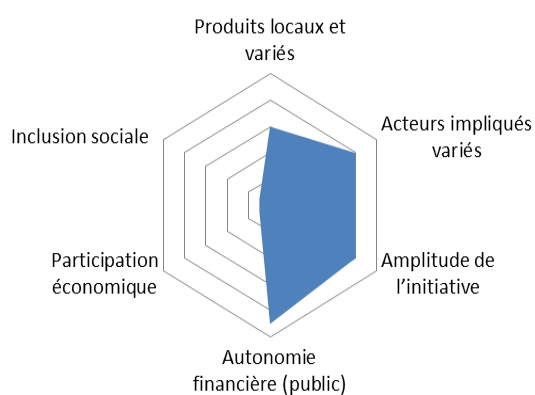 Produits locaux et
variés
Acteurs impliqués
variés
Amplitude de
l’initiative
Autonomie
financière (public)
Participation
économique
Inclusion sociale